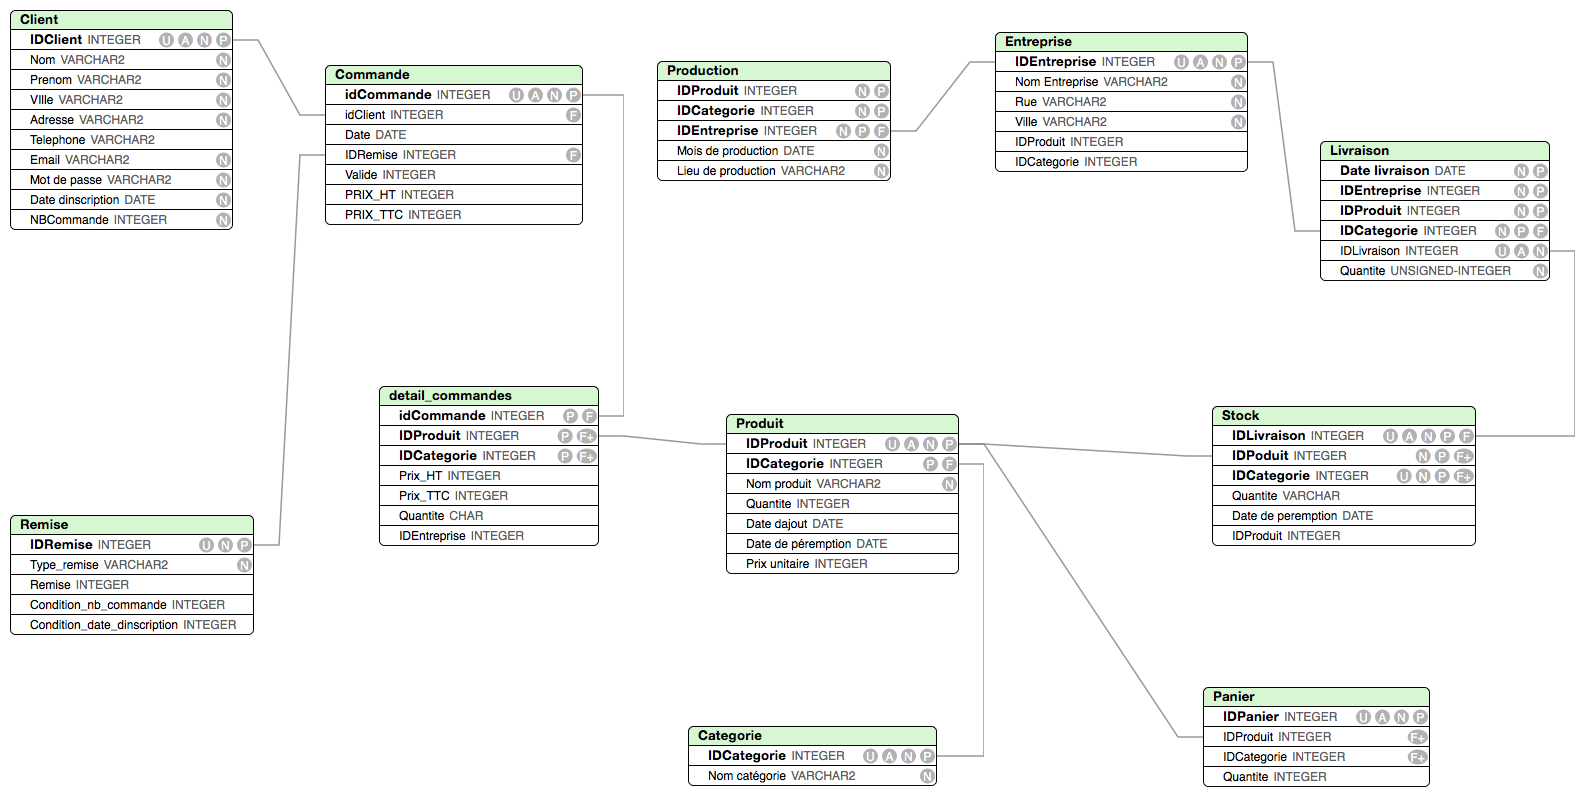 Client
IDClient INTEGER U A N P
Nom VARCHAR2 N
Prenom VARCHAR2 N
VIlle VARCHAR2 N
Adresse VARCHAR2 N
Telephone VARCHAR2
Email VARCHAR2 N
Mot de passe VARCHAR2 N
Date dinscription DATE N
NBCommande INTEGER N
Commande
idCommande INTEGER U A N P
idClient INTEGER F
Date DATE
IDRemise INTEGER F
Valide INTEGER
PRIX_HT INTEGER
PRIX_TTC INTEGER
Production
IDProduit INTEGER N P
IDCategorie INTEGER N P
IDEntreprise INTEGER N P F
Mois de production DATE N
Lieu de production VARCHAR2 N
Entreprise
IDEntreprise INTEGER U A N P
Nom Entreprise VARCHAR2 N
Rue VARCHAR2 N
Ville VARCHAR2 N
IDProduit INTEGER
IDCategorie INTEGER
Livraison
Date livraison DATE N P
IDEntreprise INTEGER N P
IDProduit INTEGER N P
IDCategorie INTEGER N P F
IDLivraison INTEGER U A N
Quantite UNSIGNED-INTEGER N
detail_commandes
idCommande INTEGER P F
IDProduit INTEGER P F+
IDCategorie INTEGER P F+
Prix_HT INTEGER
Prix_TTC INTEGER
Quantite CHAR
IDEntreprise INTEGER
Produit
IDProduit INTEGER U A N P
IDCategorie INTEGER P F
Nom produit VARCHAR2 N
Quantite INTEGER
Date dajout DATE
Date de péremption DATE
Prix unitaire INTEGER
Stock
IDLivraison INTEGER U A N P F
IDPoduit INTEGER N P F+
IDCategorie INTEGER U N P F+
Quantite VARCHAR
Date de peremption DATE
IDProduit INTEGER
Remise
IDRemise INTEGER U N P
Type_remise VARCHAR2 N
Remise INTEGER
Condition_nb_commande INTEGER
Condition_date_dinscription INTEGER
Categorie
IDCategorie INTEGER U A N P
Nom catégorie VARCHAR2 N
Panier
IDPanier INTEGER U A N P
IDProduit INTEGER F+
IDCategorie INTEGER F+
Quantite INTEGER